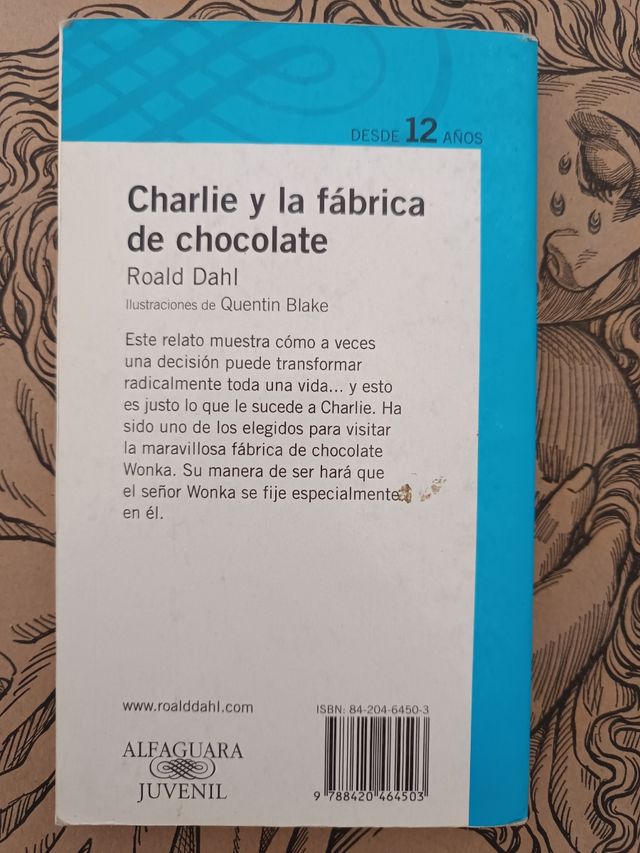 DESDE 12 AÑOS
Charlie y la fábrica
de chocolate
Roald Dahl
Ilustraciones de Quentin Blake
Este relato muestra cómo a veces
una decisión puede transformar
radicalmente toda una vida... y esto
es justo lo que le sucede a Charlie. Ha
sido uno de los elegidos para visitar
la maravillosa fábrica de chocolate
Wonka. Su manera de ser hará que
el señor Wonka se fije especialmente
en él.
www.roalddahl.com
ISBN: 84-204-6450-3
ALFAGUARA
JUVENIL
9 788420 464503